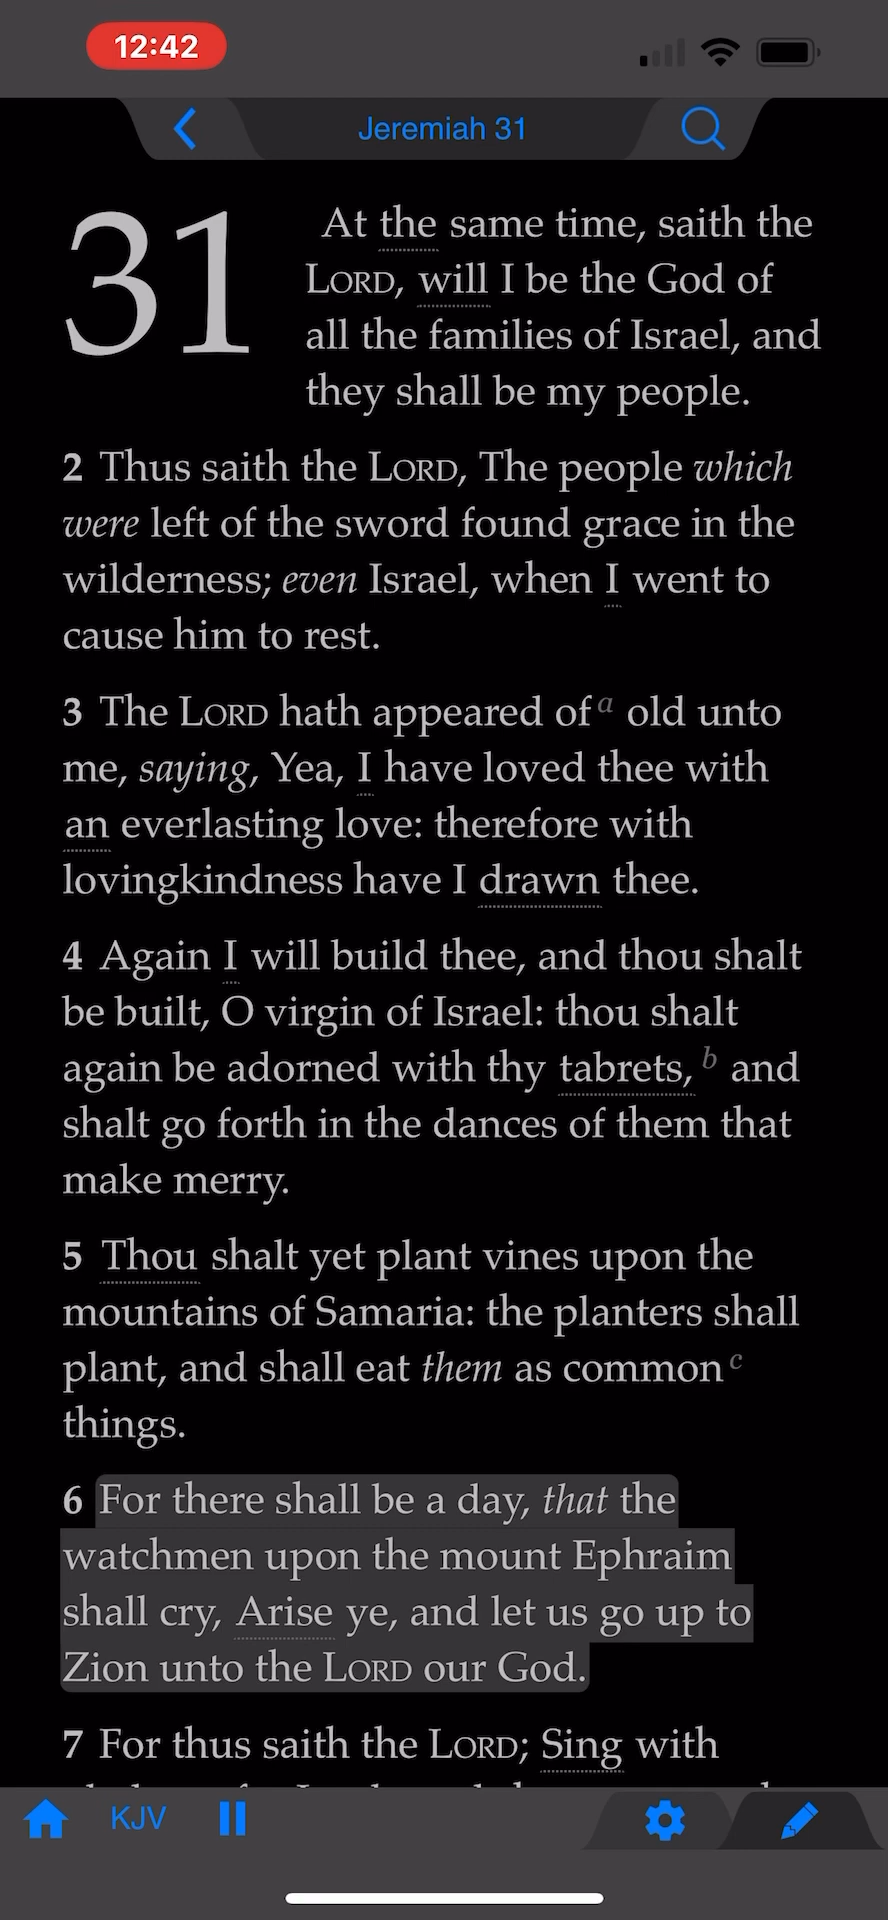 12:42
Jeremiah 31
31 At the same time, saith the
LORD, will I be the God of
all the families of Israel, and
they shall be my people.
2 Thus saith the LORD, The people which
were left of the sword found grace in the
wilderness; even Israel, when I went to
cause him to rest.
3 The LORD hath appeared of a old unto
me, saying, Yea, I have loved thee with
an everlasting love: therefore with
lovingkindness have I drawn thee.
4 Again I will build thee, and thou shalt
be built, O virgin of Israel: thou shalt
again be adorned with thy tabrets, b and
shalt go forth in the dances of them that
make merry.
5 Thou shalt yet plant vines upon the
mountains of Samaria: the planters shall
plant, and shall eat them as common c
things.
6 For there shall be a day, that the
watchmen upon the mount Ephraim
shall cry, Arise ye, and let us go up to
Zion unto the LORD our God.
7 For thus saith the LORD; Sing with
KJV